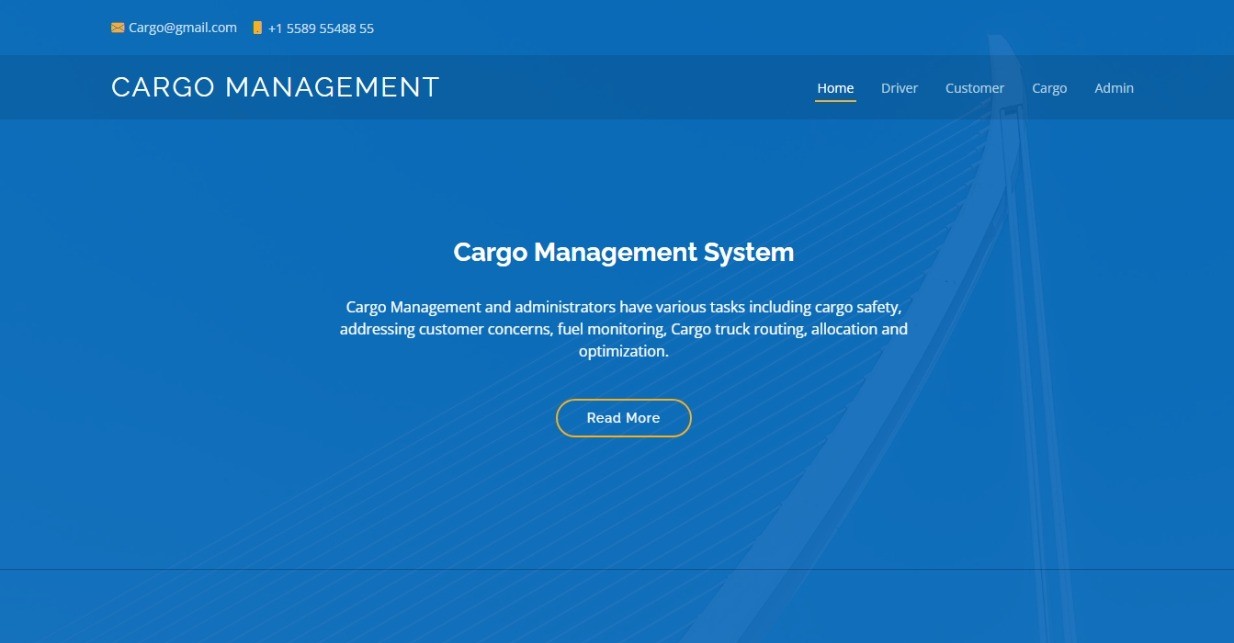 Cargo@gmail.com +1 5589 55488 55
CARGO MANAGEMENT
Home Driver Customer Cargo Admin
Cargo Management System
Cargo Management and administrators have various tasks including cargo safety,
addressing customer concerns, fuel monitoring, Cargo truck routing, allocation and
optimization.
Read More